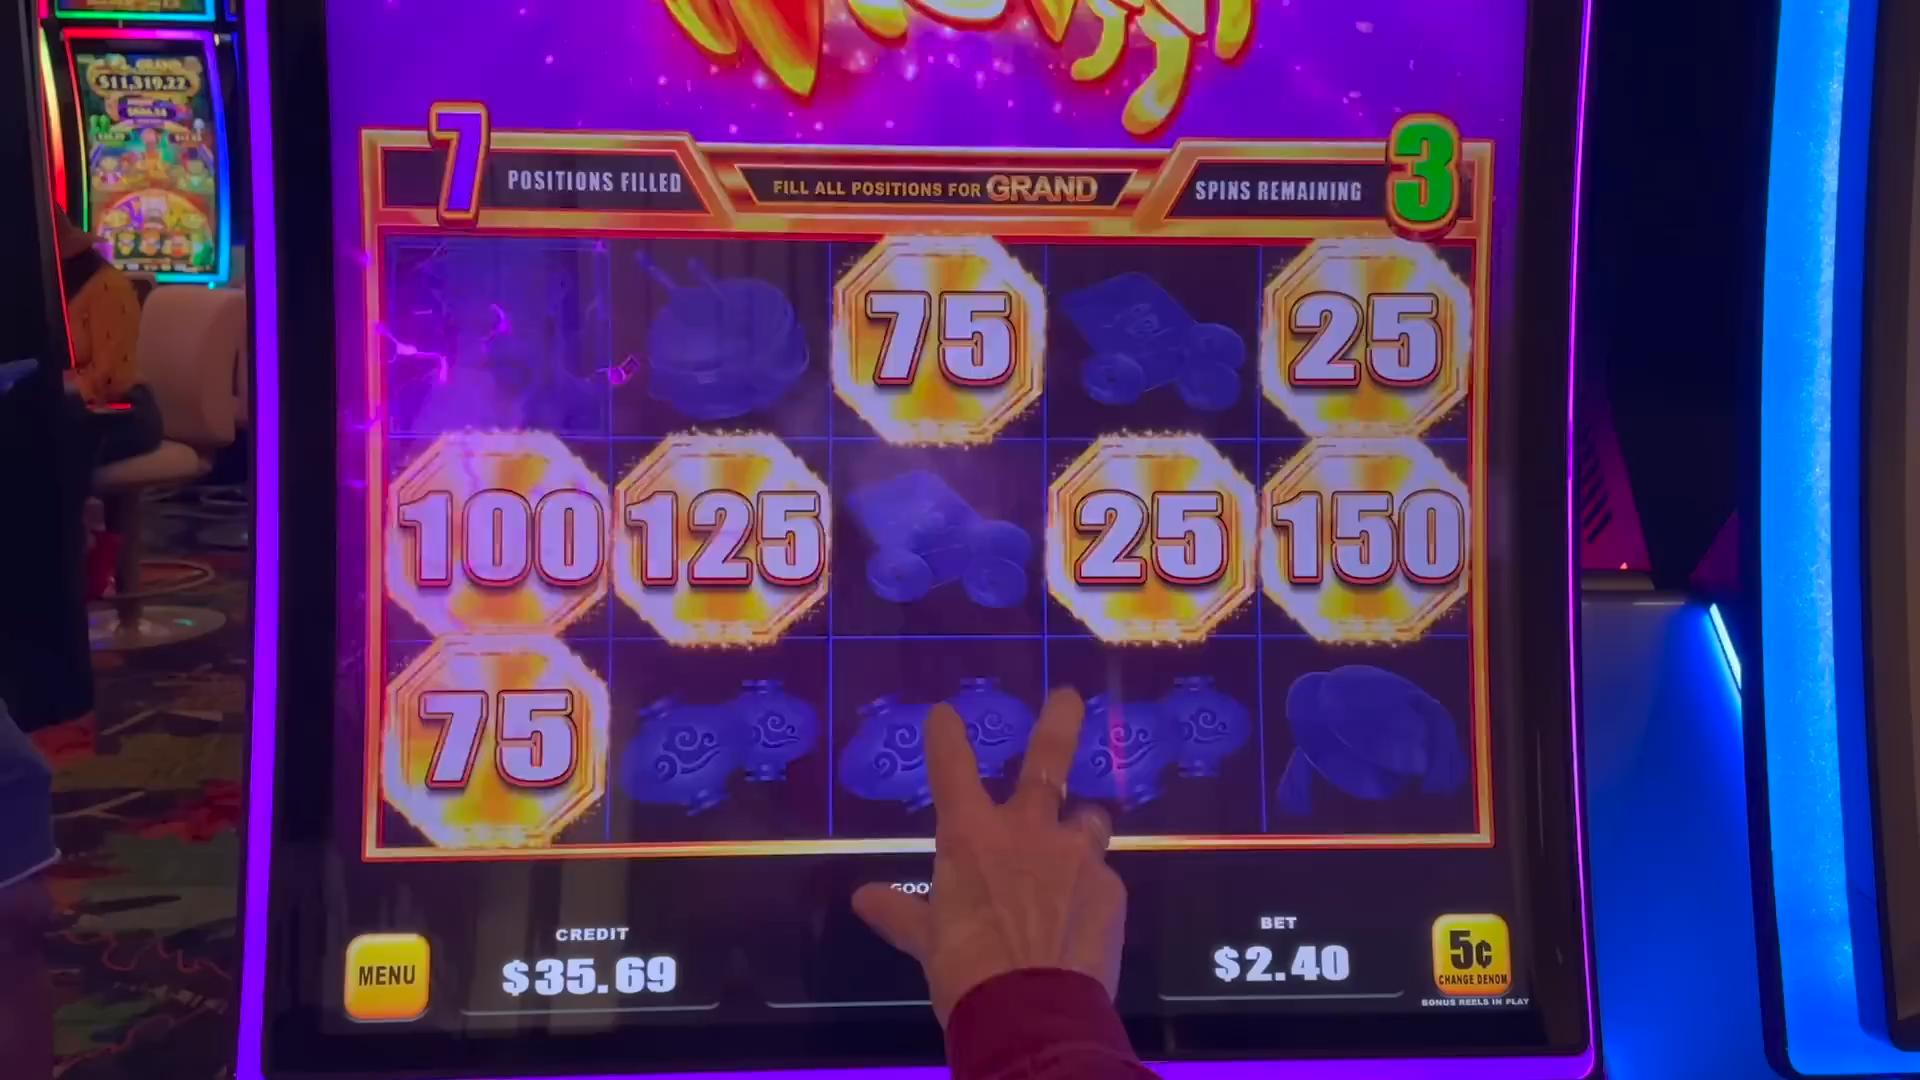 GRAND
$11,319.22
7
POSITIONS FILLED
FILL ALL POSITIONS FOR GRAND
SPINS REMAINING
3
75
25
100
125
25
150
75
MENU
CREDIT
$35.69
BET
$2.40
5¢
CHANGE DENOM
BONUS REELS IN PLAY